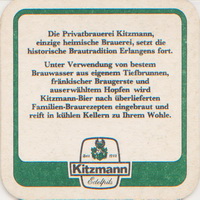 Die Privatbrauerei Kitzmann,
einzige heimische Brauerei, setzt die
historische Brautradition Erlangens fort.
Unter Verwendung von bestem
Brauwasser aus eigenem Tiefbrunnen,
fränkischer Braugerste und
auserwähltem Hopfen wird
Kitzmann-Bier nach überlieferten
Familien-Braurezepten eingebraut und
reift in kühlen Kellern zu Ihrem Wohle.
Kitzmann
Edelpils